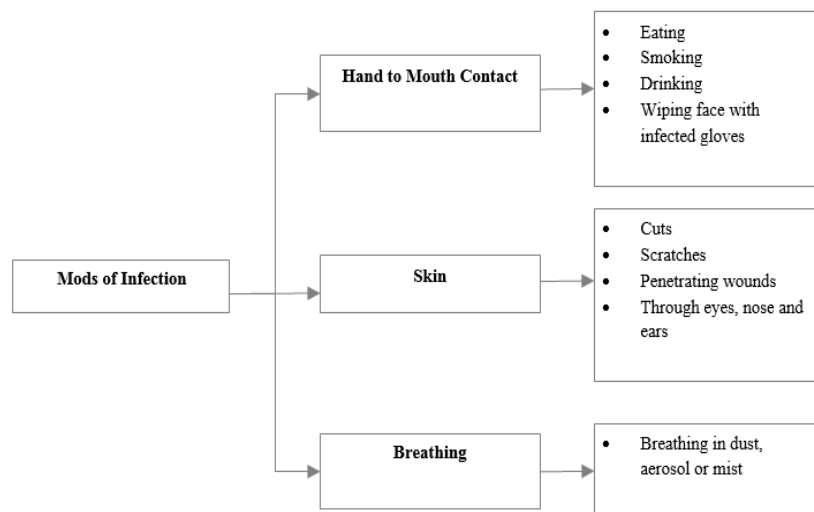 Hand to Mouth Contact
• Eating
• Smoking
• Drinking
• Wiping face with
infected gloves
Mods of Infection
Skin
• Cuts
• Scratches
• Penetrating wounds
• Through eyes, nose and
ears
Breathing
• Breathing in dust,
aerosol or mist